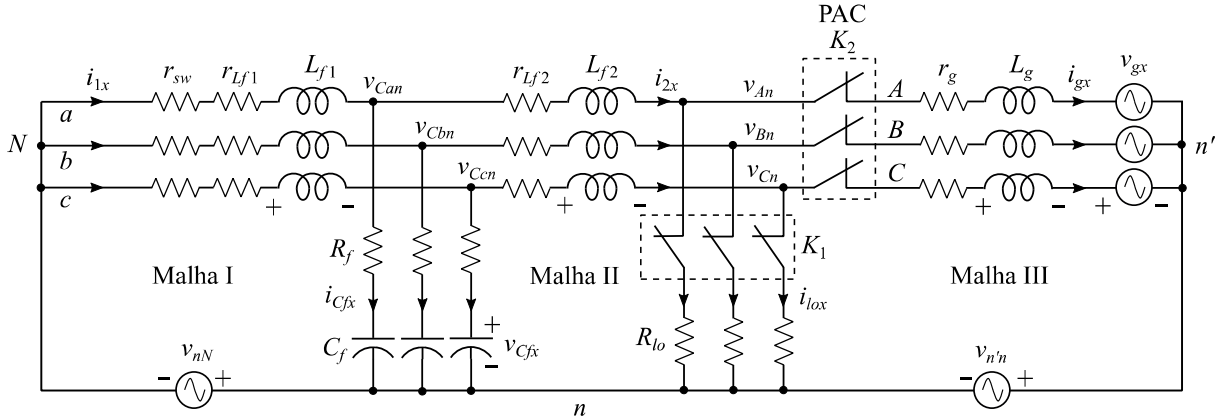 PAC
K2
i1x rsw rLf1 Lf1 vCan rLf2 Lf2 i2x vAn A rg Lg igx vgx
a
N b vCbn vBn B n'
c vCcn vCn C
+ - + - + - + -
Rf K1
Malha I Malha II Malha III
iCfx ilox
Cf + vCfx - Rlo
vnN vn'n
- + - +
n